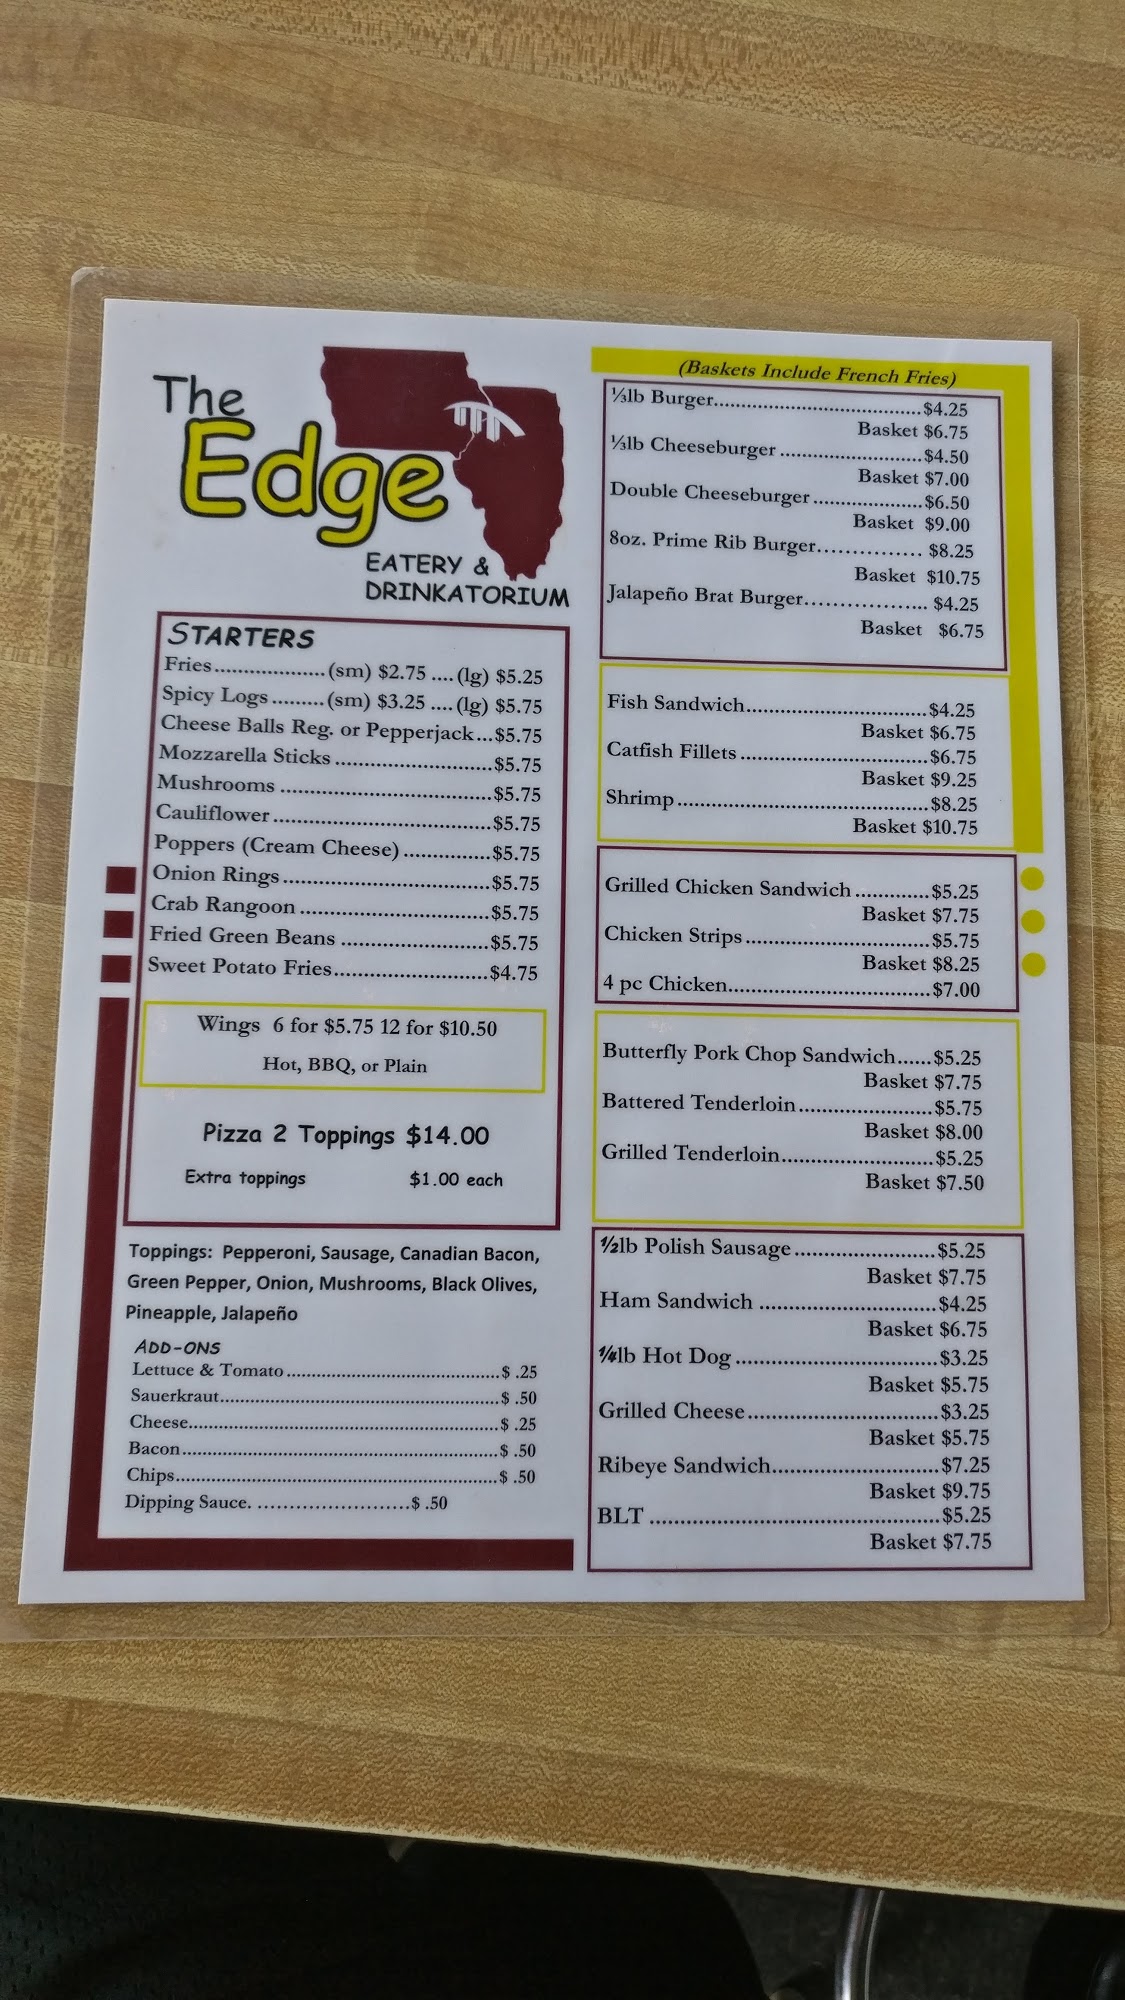 The
Edge
EATERY &
DRINKATORIUM
STARTERS
Fries....................(sm) $2.75 ....(lg) $5.25
Spicy Logs .........(sm) $3.25 ....(lg) $5.75
Cheese Balls Reg. or Pepperjack...$5.75
Mozzarella Sticks ...........................$5.75
Mushrooms ....................................$5.75
Cauliflower.....................................$5.75
Poppers (Cream Cheese) ...............$5.75
Onion Rings...................................$5.75
Crab Rangoon ................................$5.75
Fried Green Beans .........................$5.75
Sweet Potato Fries..........................$4.75
Wings 6 for $5.75 12 for $10.50
Hot, BBQ, or Plain
Pizza 2 Toppings $14.00
Extra toppings $1.00 each
Toppings: Pepperoni, Sausage, Canadian Bacon,
Green Pepper, Onion, Mushrooms, Black Olives,
Pineapple, Jalapeño
ADD-ONS
Lettuce & Tomato..........................................$ .25
Sauerkraut.......................................................$ .50
Cheese.............................................................$ .25
Bacon...............................................................$ .50
Chips................................................................$ .50
Dipping Sauce. .........................$ .50
(Baskets Include French Fries)
⅓lb Burger.......................................$4.25
Basket $6.75
⅓lb Cheeseburger ...........................$4.50
Basket $7.00
Double Cheeseburger .....................$6.50
Basket $9.00
8oz. Prime Rib Burger............... $8.25
Basket $10.75
Jalapeño Brat Burger.................... $4.25
Basket $6.75
Fish Sandwich..................................$4.25
Basket $6.75
Catfish Fillets ...................................$6.75
Basket $9.25
Shrimp...............................................$8.25
Basket $10.75
Grilled Chicken Sandwich .............$5.25
Basket $7.75
Chicken Strips..................................$5.75
Basket $8.25
4 pc Chicken.....................................$7.00
Butterfly Pork Chop Sandwich......$5.25
Basket $7.75
Battered Tenderloin.........................$5.75
Basket $8.00
Grilled Tenderloin............................$5.25
Basket $7.50
½lb Polish Sausage..........................$5.25
Basket $7.75
Ham Sandwich .................................$4.25
Basket $6.75
¼lb Hot Dog.....................................$3.25
Basket $5.75
Grilled Cheese...................................$3.25
Basket $5.75
Ribeye Sandwich...............................$7.25
Basket $9.75
BLT ....................................................$5.25
Basket $7.75